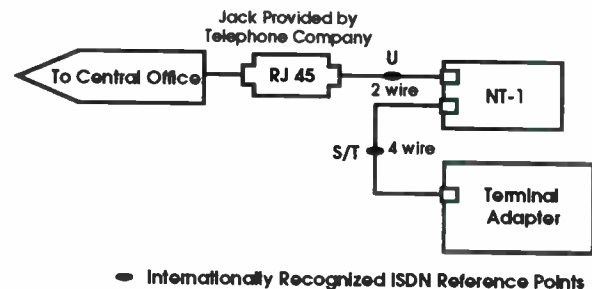 Jack Provided by
Telephone Company
To Central Office
RJ 45
U
2 wire
NT-1
S/T
4 wire
Terminal
Adapter
Internationally Recognized ISDN Reference Points